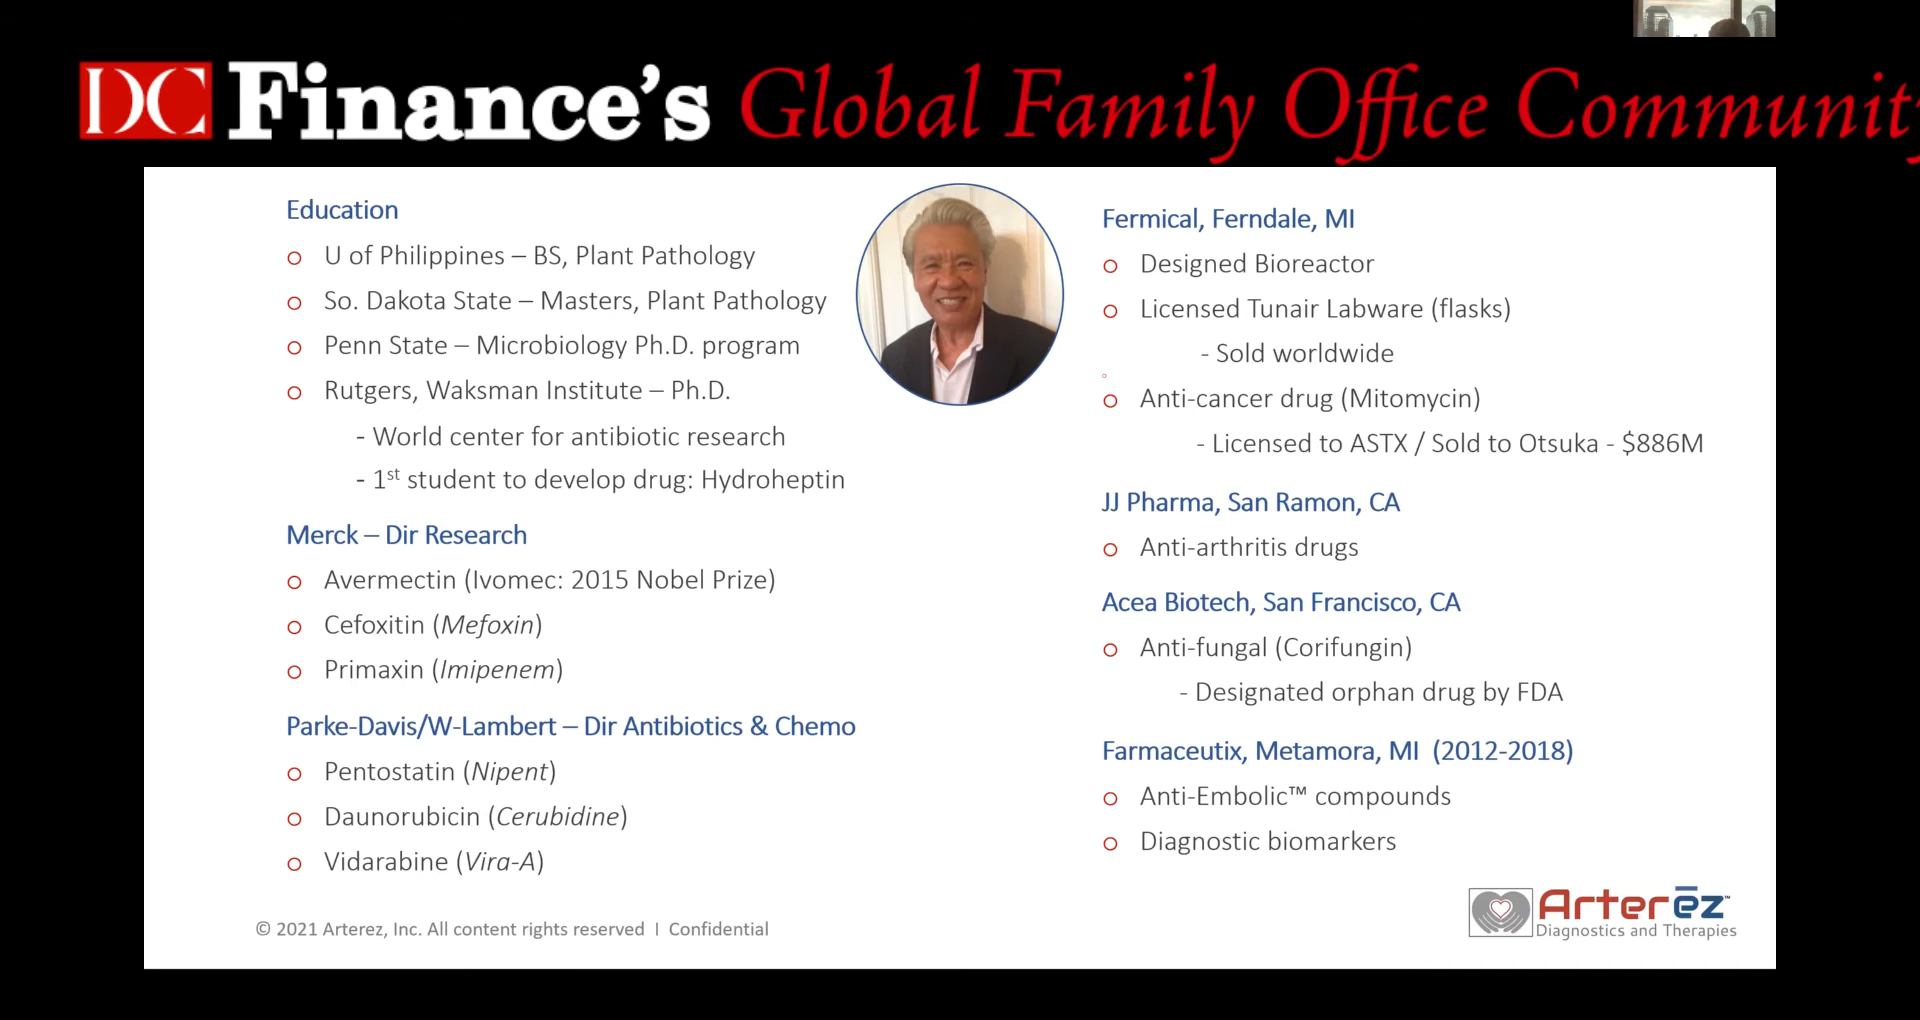 DC Finance's Global Family Office Communit
Education
o U of Philippines – BS, Plant Pathology
o So. Dakota State – Masters, Plant Pathology
o Penn State – Microbiology Ph.D. program
o Rutgers, Waksman Institute – Ph.D.
- World center for antibiotic research
- 1st student to develop drug: Hydroheptin
Merck – Dir Research
o Avermectin (Ivomec: 2015 Nobel Prize)
o Cefoxitin (Mefoxin)
o Primaxin (Imipenem)
Parke-Davis/W-Lambert – Dir Antibiotics & Chemo
o Pentostatin (Nipent)
o Daunorubicin (Cerubidine)
o Vidarabine (Vira-A)
Fermical, Ferndale, MI
o Designed Bioreactor
o Licensed Tunair Labware (flasks)
- Sold worldwide
o Anti-cancer drug (Mitomycin)
- Licensed to ASTX / Sold to Otsuka - $886M
JJ Pharma, San Ramon, CA
o Anti-arthritis drugs
Acea Biotech, San Francisco, CA
o Anti-fungal (Corifungin)
- Designated orphan drug by FDA
Farmaceutix, Metamora, MI (2012-2018)
o Anti-Embolic™ compounds
o Diagnostic biomarkers
© 2021 Arterez, Inc. All content rights reserved I Confidential
Arterēz™
Diagnostics and Therapies